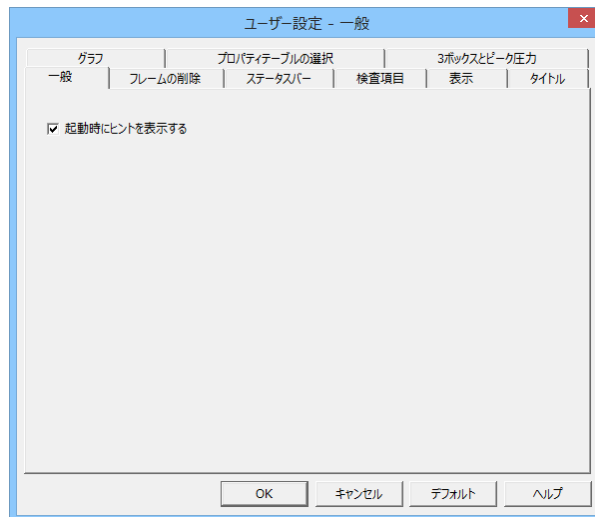 ユーザー設定 - 一般
グラフ プロパティテーブルの選択 3ボックスとピーク圧力
一般 フレームの削除 ステータスバー 検査項目 表示 タイトル
起動時にヒントを表示する
OK キャンセル デフォルト ヘルプ